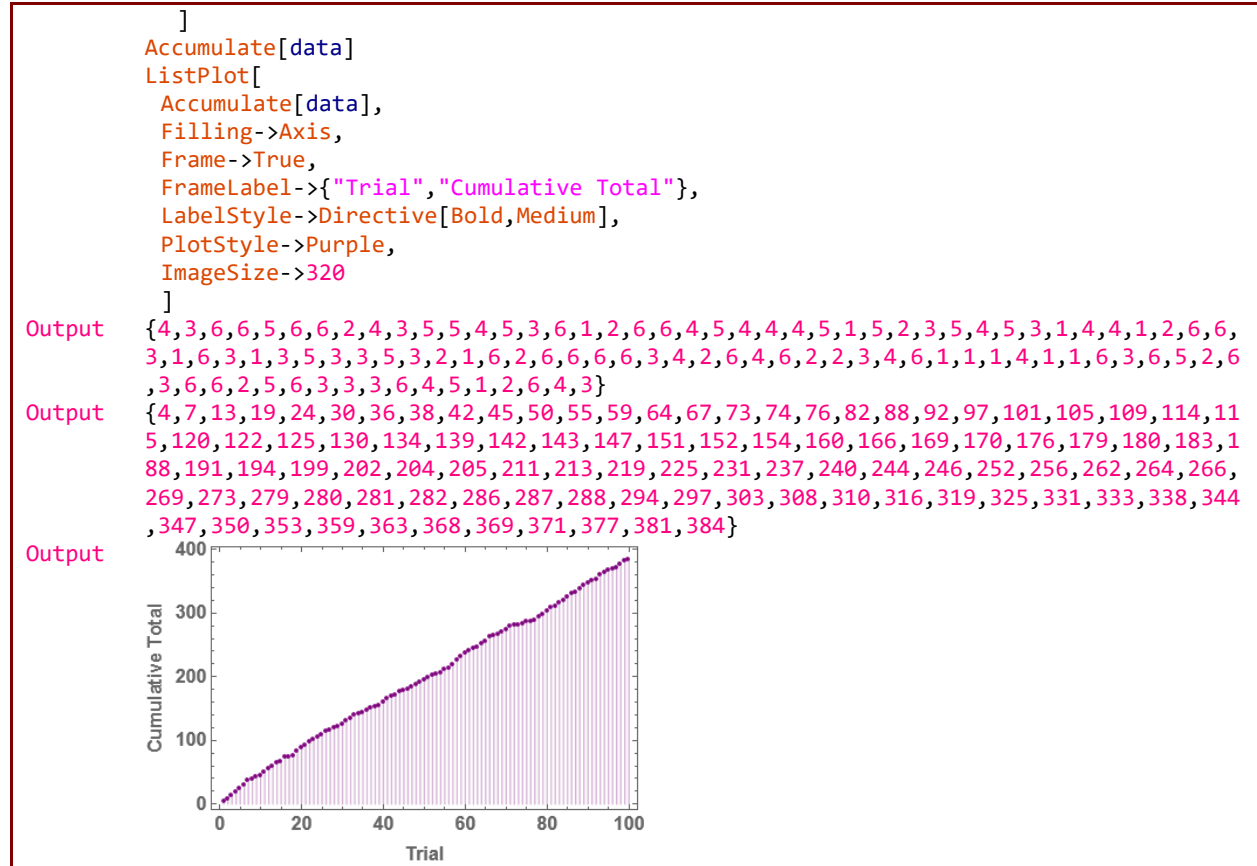 ]
Accumulate[data]
ListPlot[
Accumulate[data],
Filling->Axis,
Frame->True,
FrameLabel->{"Trial","Cumulative Total"},
LabelStyle->Directive[Bold,Medium],
PlotStyle->Purple,
ImageSize->320
]
Output {4,3,6,6,5,6,6,2,4,3,5,5,4,5,3,6,1,2,6,6,4,5,4,4,4,5,1,5,2,3,5,4,5,3,1,4,4,1,2,6,6,
3,1,6,3,1,3,5,3,3,5,3,2,1,6,2,6,6,6,6,3,4,2,6,4,6,2,2,3,4,6,1,1,1,4,1,1,6,3,6,5,2,6
,3,6,6,2,5,6,3,3,3,6,4,5,1,2,6,4,3}
Output {4,7,13,19,24,30,36,38,42,45,50,55,59,64,67,73,74,76,82,88,92,97,101,105,109,114,11
5,120,122,125,130,134,139,142,143,147,151,152,154,160,166,169,170,176,179,180,183,1
88,191,194,199,202,204,205,211,213,219,225,231,237,240,244,246,252,256,262,264,266,
269,273,279,280,281,282,286,287,288,294,297,303,308,310,316,319,325,331,333,338,344
,347,350,353,359,363,368,369,371,377,381,384}
Output
400
300
200
100
0
Cumulative Total
0 20 40 60 80 100
Trial